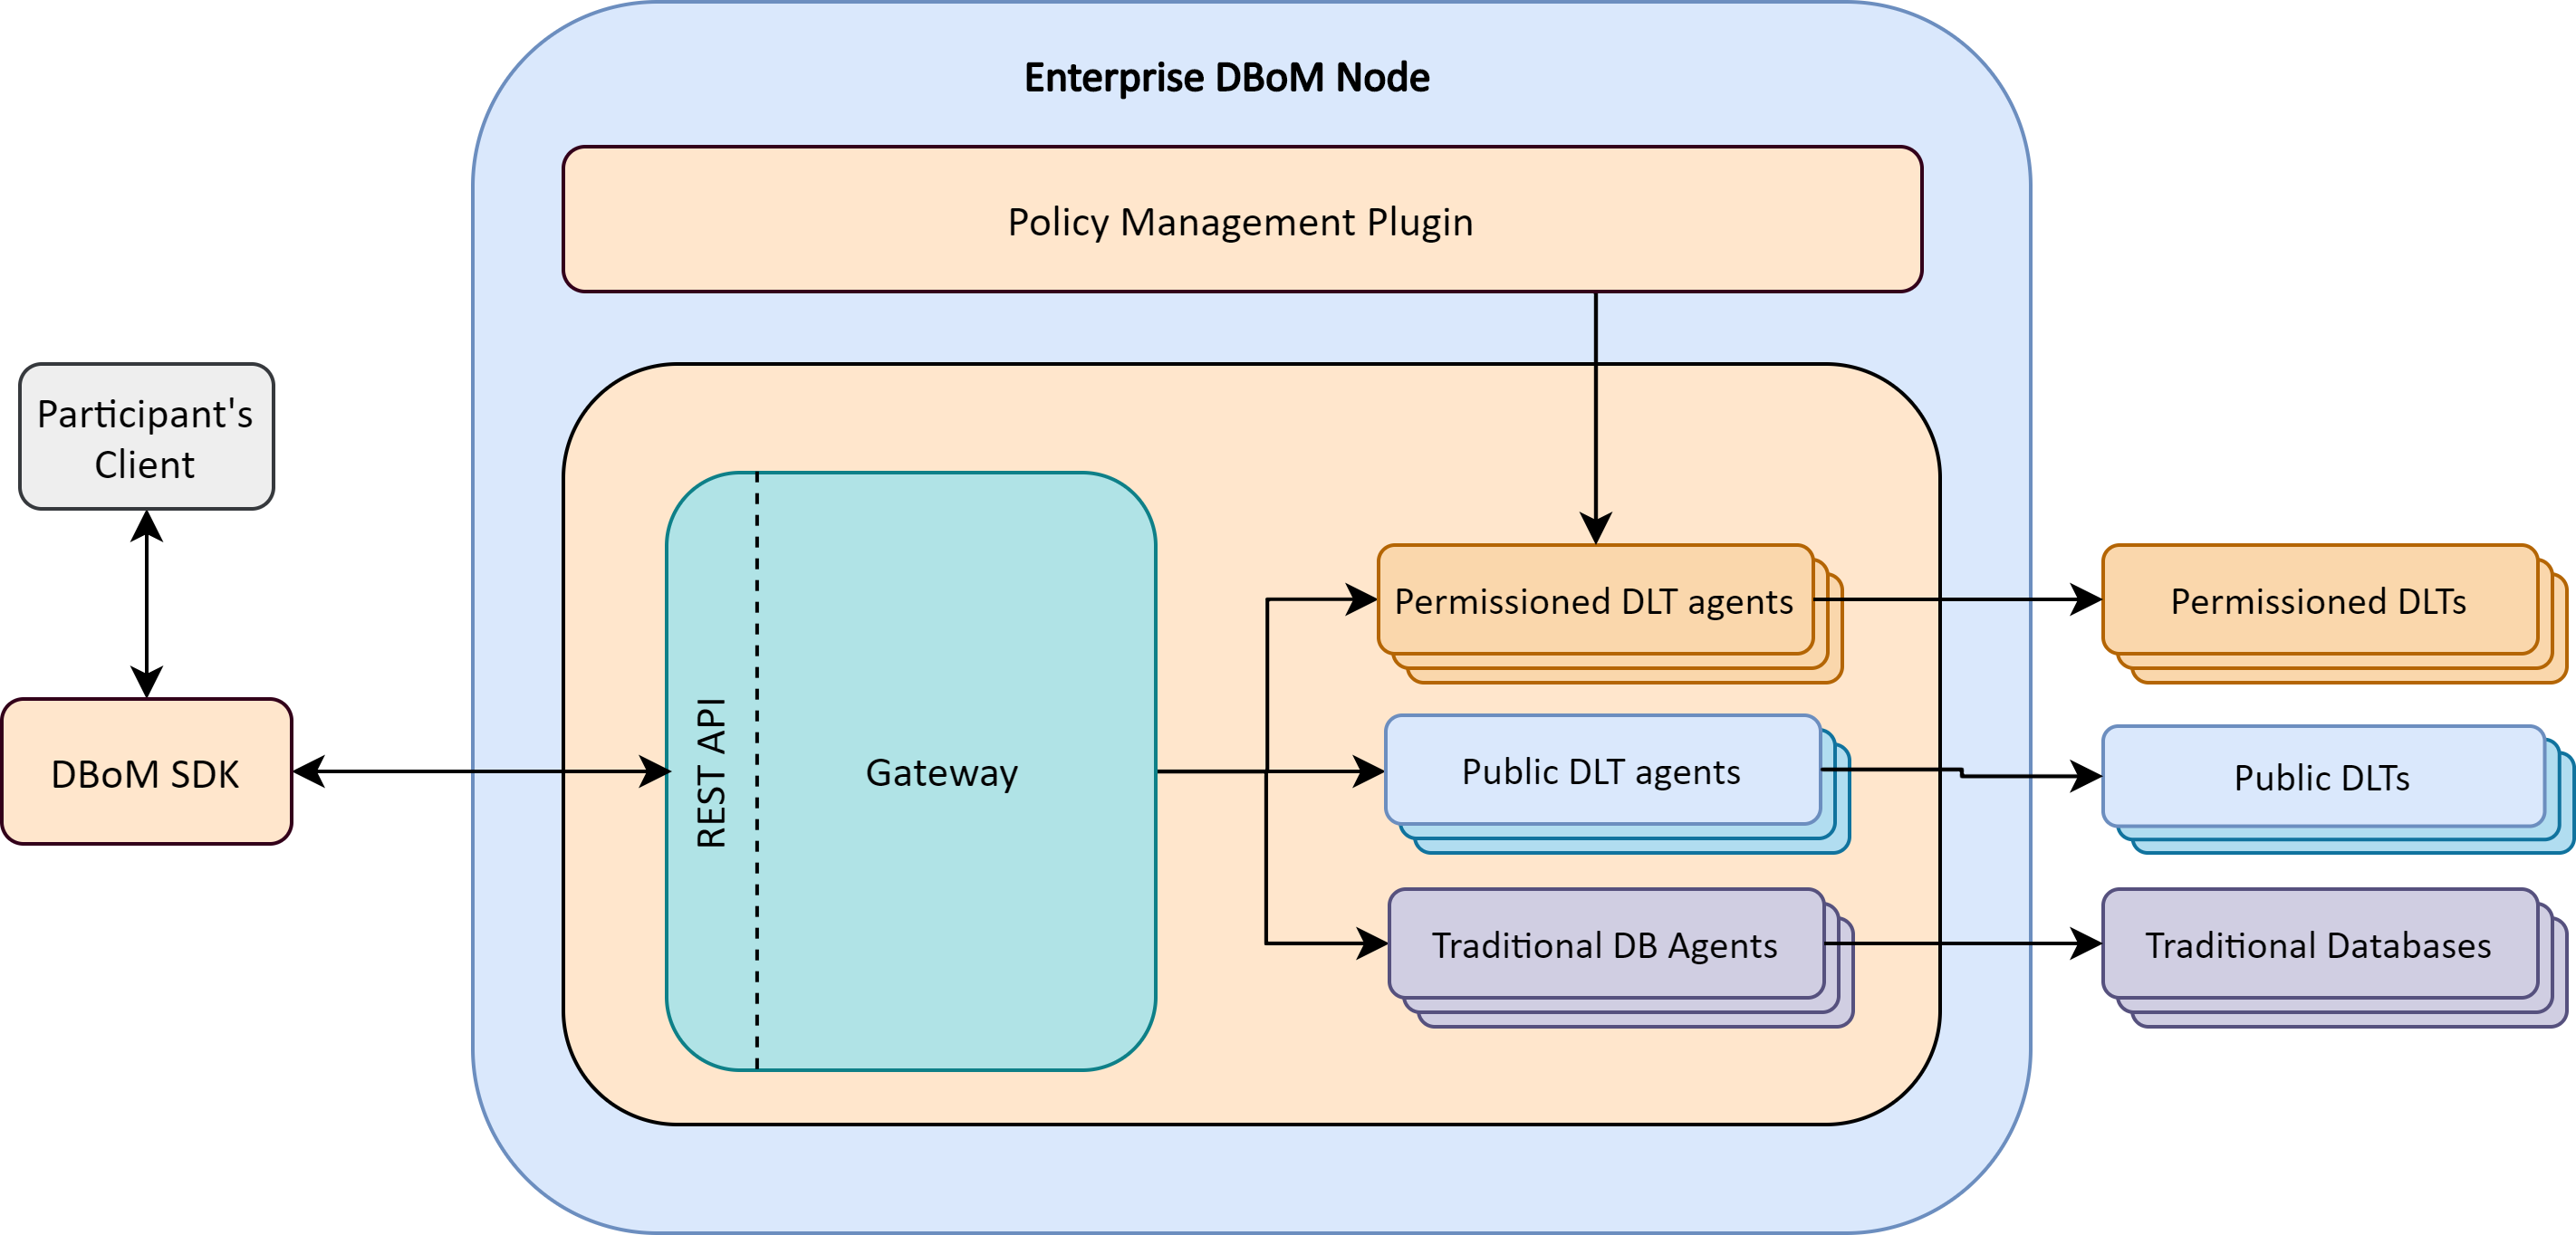 Enterprise DBoM Node
Policy Management Plugin
Participant's
Client
DBoM SDK
REST API
Gateway
Permissioned DLT agents
Public DLT agents
Traditional DB Agents
Permissioned DLTs
Public DLTs
Traditional Databases